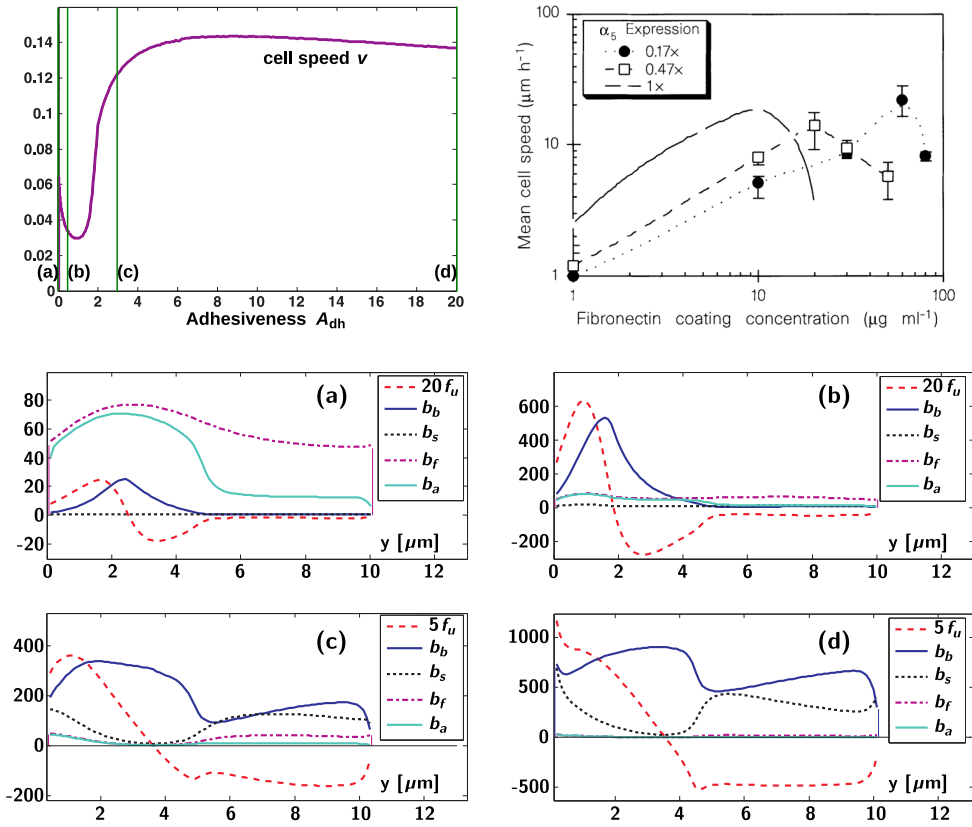 0.14
0.12
0.1
0.08
0.06
0.04
0.02
0
cell speed v
(a) (b) (c) (d)
0 2 4 6 8 10 12 14 16 18 20
Adhesiveness A_dh
100
10
1
Mean cell speed (μm h⁻¹)
α₅ Expression
0.17×
0.47×
1×
1 10 100
Fibronectin coating concentration (μg ml⁻¹)
80
60
40
20
0
-20
(a)
20 f_u
b_b
b_s
b_f
b_a
y [μm]
0 2 4 6 8 10 12
600
400
200
0
-200
(b)
20 f_u
b_b
b_s
b_f
b_a
y [μm]
0 2 4 6 8 10 12
400
200
0
-200
(c)
5 f_u
b_b
b_s
b_f
b_a
y [μm]
0 2 4 6 8 10 12
1000
500
0
-500
(d)
5 f_u
b_b
b_s
b_f
b_a
y [μm]
0 2 4 6 8 10 12